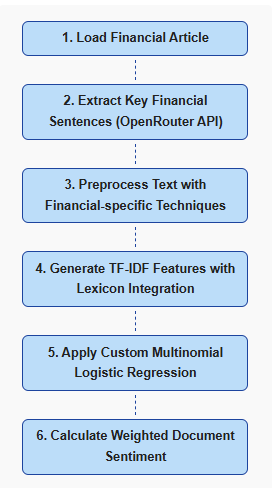 1. Load Financial Article
2. Extract Key Financial
Sentences (OpenRouter API)
3. Preprocess Text with
Financial-specific Techniques
4. Generate TF-IDF Features with
Lexicon Integration
5. Apply Custom Multinomial
Logistic Regression
6. Calculate Weighted Document
Sentiment